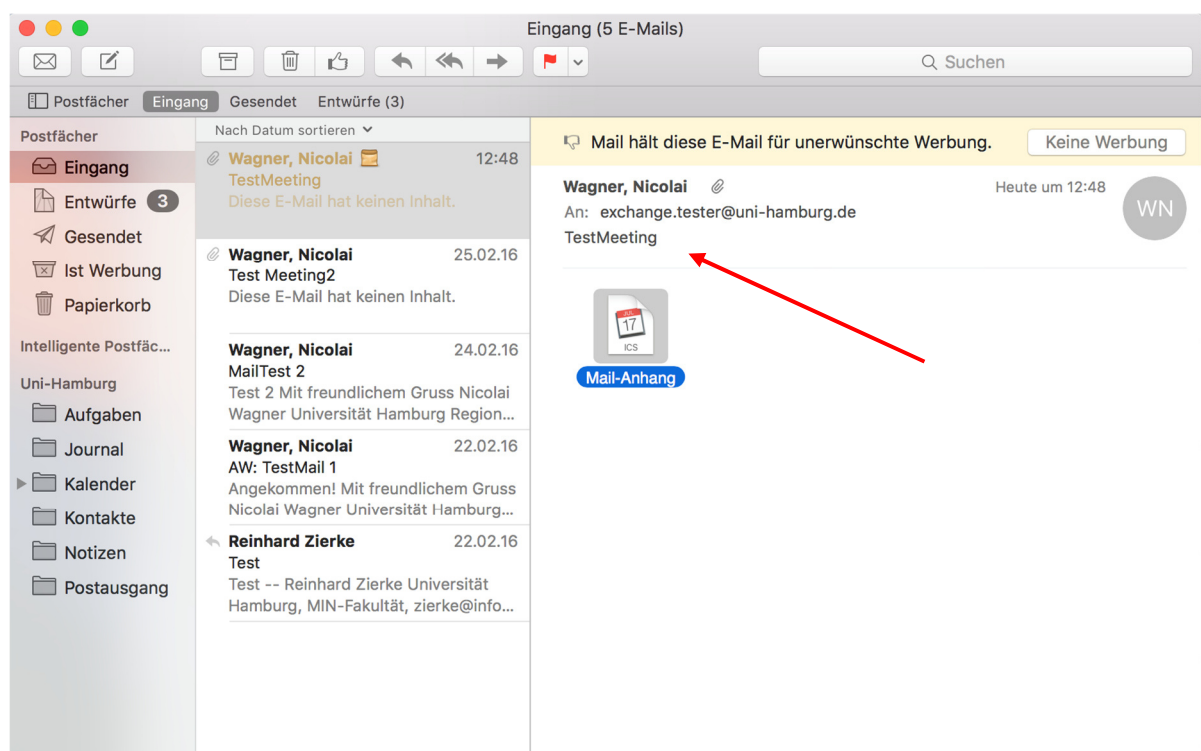 Eingang (5 E-Mails)
Suchen
Postfächer Eingang Gesendet Entwürfe (3)
Postfächer
Eingang
Entwürfe 3
Gesendet
Ist Werbung
Papierkorb
Intelligente Postfäc...
Uni-Hamburg
Aufgaben
Journal
Kalender
Kontakte
Notizen
Postausgang
Nach Datum sortieren
Wagner, Nicolai 12:48
TestMeeting
Diese E-Mail hat keinen Inhalt.
Wagner, Nicolai 25.02.16
Test Meeting2
Diese E-Mail hat keinen Inhalt.
Wagner, Nicolai 24.02.16
MailTest 2
Test 2 Mit freundlichem Gruss Nicolai
Wagner Universität Hamburg Region...
Wagner, Nicolai 22.02.16
AW: TestMail 1
Angekommen! Mit freundlichem Gruss
Nicolai Wagner Universität Hamburg...
Reinhard Zierke 22.02.16
Test
Test -- Reinhard Zierke Universität
Hamburg, MIN-Fakultät, zierke@info...
Mail hält diese E-Mail für unerwünschte Werbung. Keine Werbung
Wagner, Nicolai Heute um 12:48
WN
An: exchange.tester@uni-hamburg.de
TestMeeting
JUL
17
ICS
Mail-Anhang